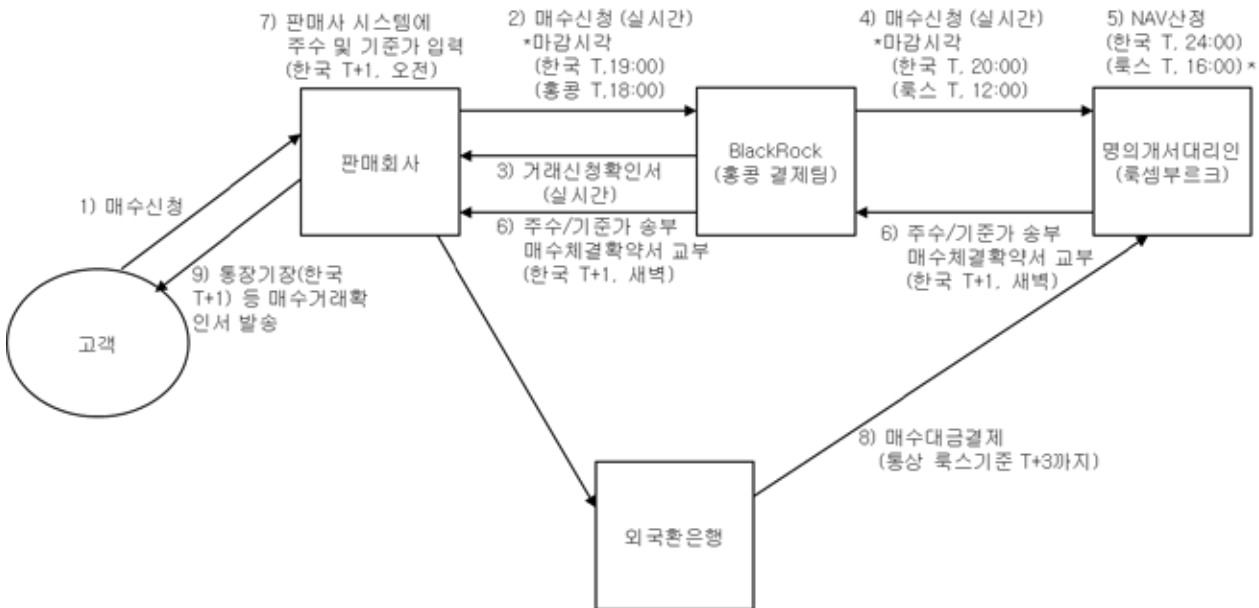 7) 판매사 시스템에
주수 및 기준가 입력
(한국 T+1, 오전)
2) 매수신청 (실시간)
*마감시각
(한국 T,19:00)
(홍콩 T,18:00)
4) 매수신청 (실시간)
*마감시각
(한국 T, 20:00)
(룩스 T, 12:00)
5) NAV산정
(한국 T, 24:00)
(룩스 T, 16:00)*
판매회사
BlackRock
(홍콩 결제팀)
명의개서대리인
(룩셈부르크)
3) 거래신청확인서
(실시간)
1) 매수신청
6) 주수/기준가 송부
매수체결확약서 교부
(한국 T+1, 새벽)
6) 주수/기준가 송부
매수체결확약서 교부
(한국 T+1, 새벽)
9) 통장기장(한국
T+1) 등 매수거래확
인서 발송
고객
8) 매수대금결제
(통상 룩스기준 T+3까지)
외국환은행